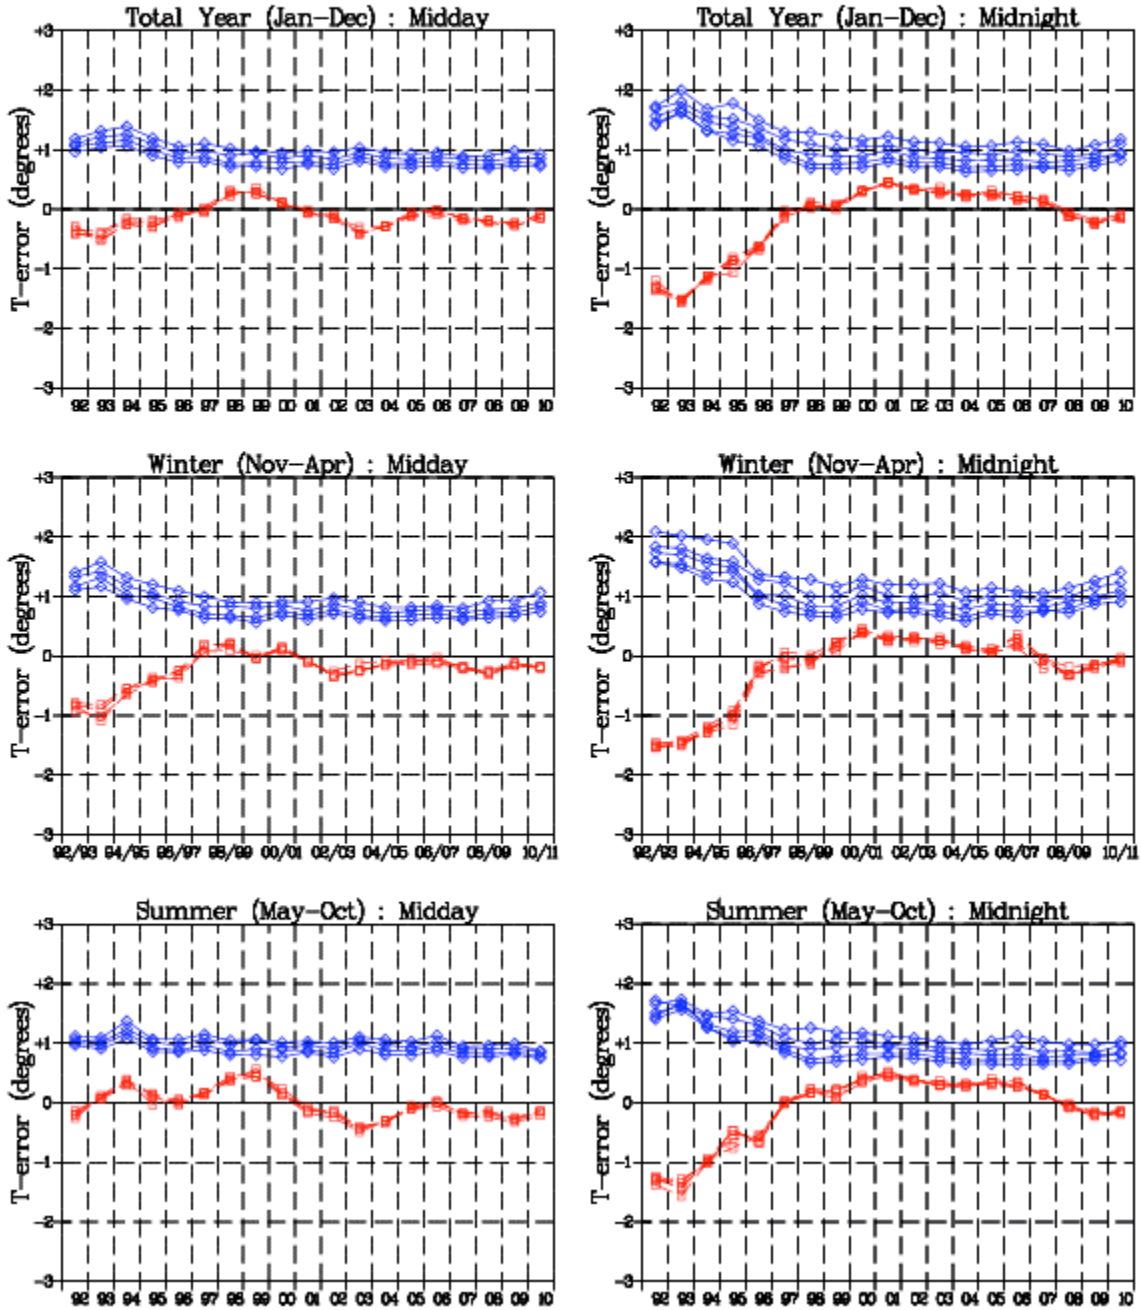 Total Year (Jan-Dec) : Midday
+3
+2
+1
0
-1
-2
-3
T-error (degrees)
92 93 94 95 96 97 98 99 00 01 02 03 04 05 06 07 08 09 10
Total Year (Jan-Dec) : Midnight
+3
+2
+1
0
-1
-2
-3
T-error (degrees)
92 93 94 95 96 97 98 99 00 01 02 03 04 05 06 07 08 09 10
Winter (Nov-Apr) : Midday
+3
+2
+1
0
-1
-2
-3
T-error (degrees)
92/93 94/95 96/97 98/99 00/01 02/03 04/05 06/07 08/09 10/11
Winter (Nov-Apr) : Midnight
+3
+2
+1
0
-1
-2
-3
T-error (degrees)
92/93 94/95 96/97 98/99 00/01 02/03 04/05 06/07 08/09 10/11
Summer (May-Oct) : Midday
+3
+2
+1
0
-1
-2
-3
T-error (degrees)
92 93 94 95 96 97 98 99 00 01 02 03 04 05 06 07 08 09 10
Summer (May-Oct) : Midnight
+3
+2
+1
0
-1
-2
-3
T-error (degrees)
92 93 94 95 96 97 98 99 00 01 02 03 04 05 06 07 08 09 10